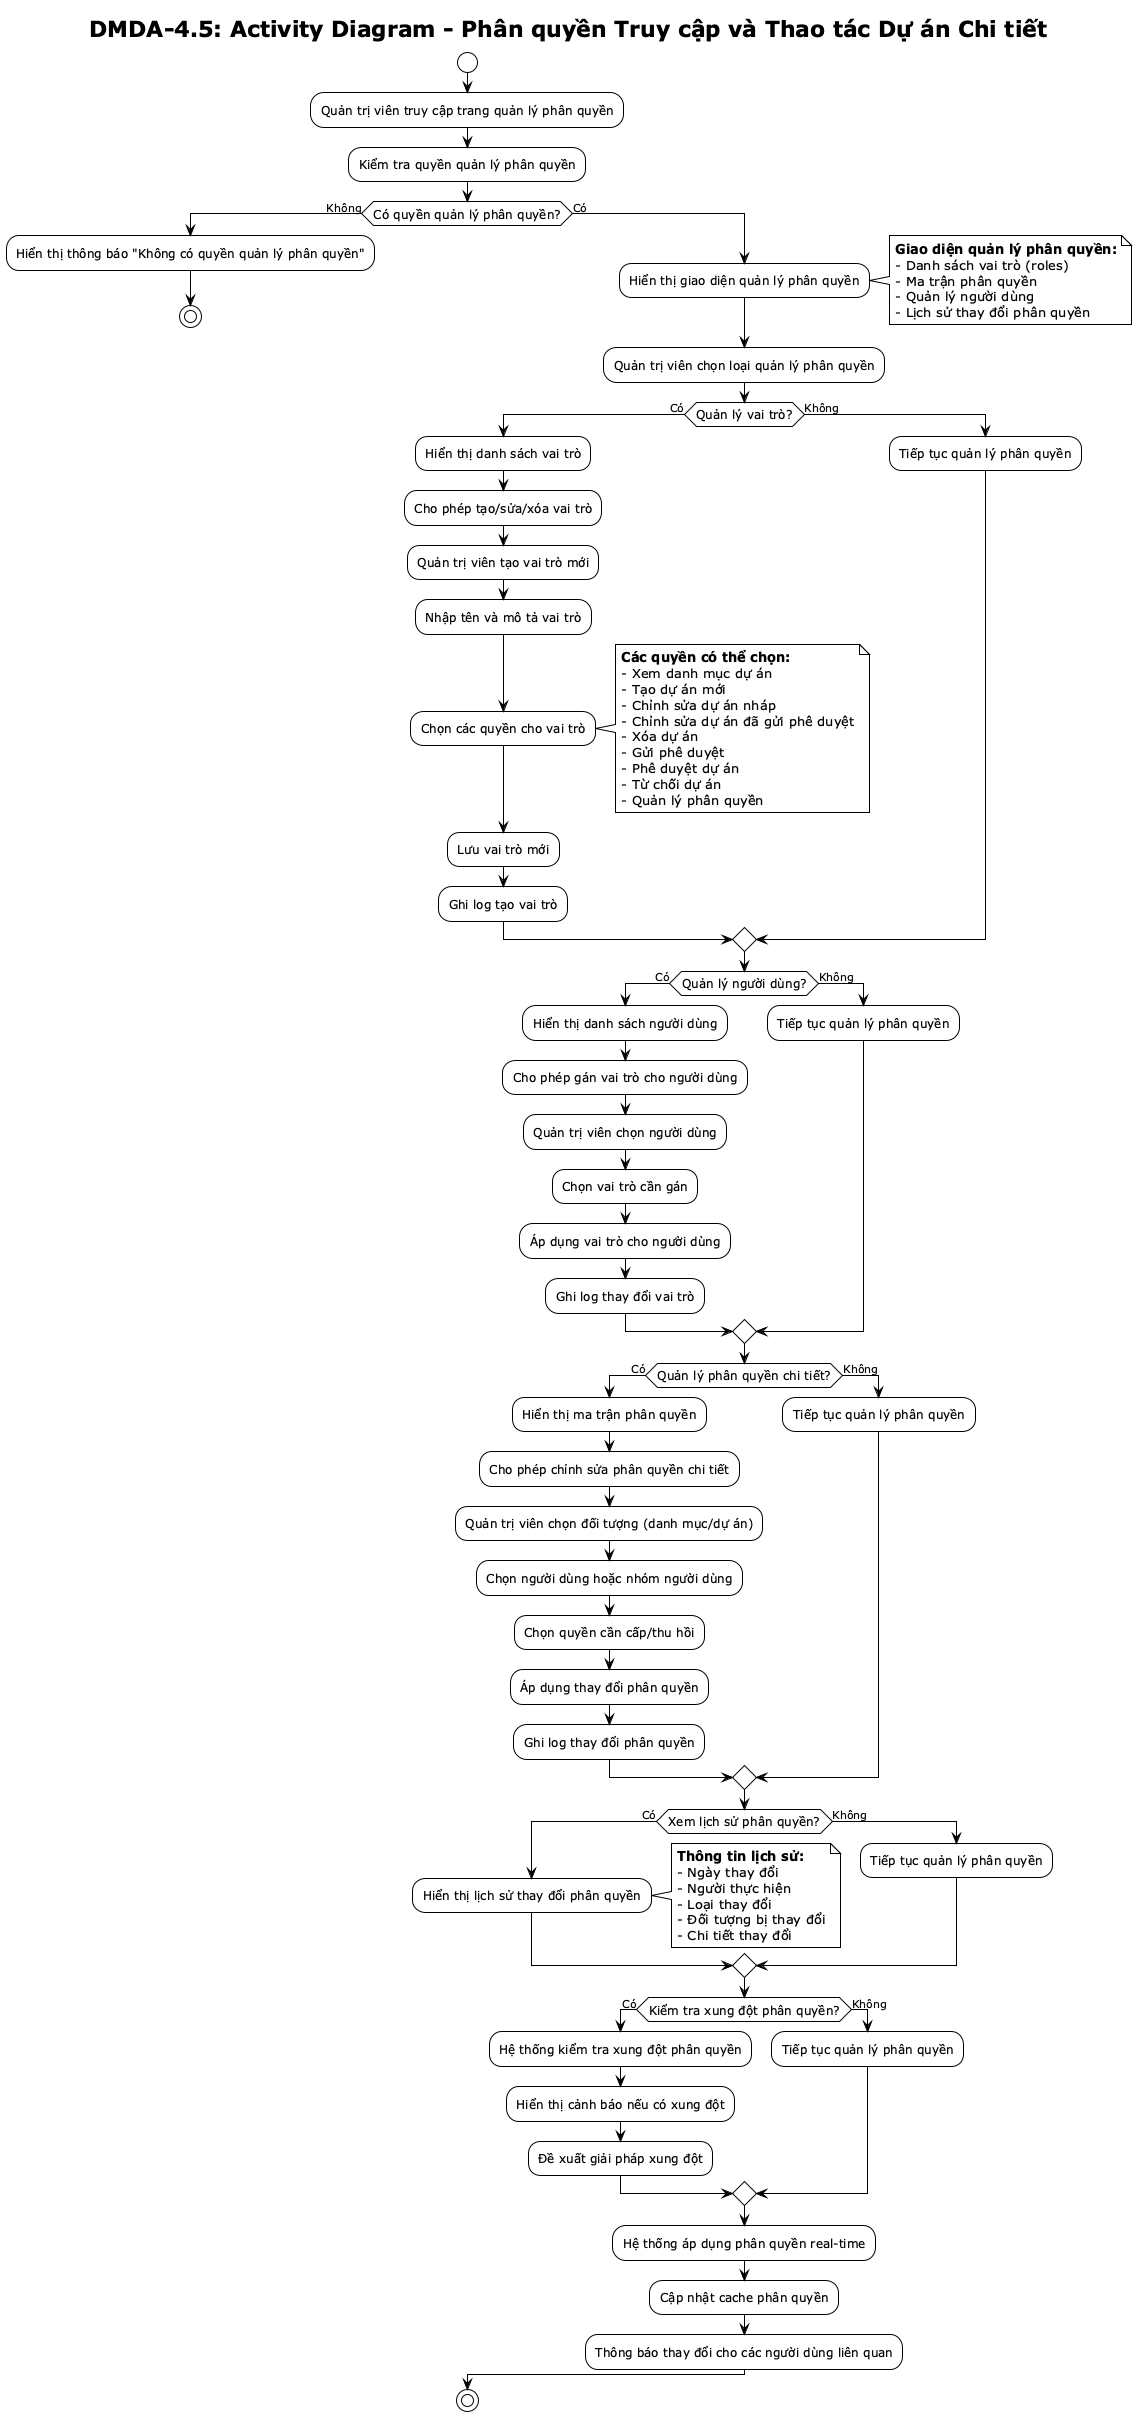 DMDA-4.5: Activity Diagram - Phân quyền Truy cập và Thao tác Dự án Chi tiết
Quản trị viên truy cập trang quản lý phân quyền
Kiểm tra quyền quản lý phân quyền
Có quyền quản lý phân quyền?
Không
Có
Hiển thị thông báo "Không có quyền quản lý phân quyền"
Hiển thị giao diện quản lý phân quyền
Giao diện quản lý phân quyền:
- Danh sách vai trò (roles)
- Ma trận phân quyền
- Quản lý người dùng
- Lịch sử thay đổi phân quyền
Quản trị viên chọn loại quản lý phân quyền
Quản lý vai trò?
Có
Không
Hiển thị danh sách vai trò
Cho phép tạo/sửa/xóa vai trò
Quản trị viên tạo vai trò mới
Nhập tên và mô tả vai trò
Chọn các quyền cho vai trò
Các quyền có thể chọn:
- Xem danh mục dự án
- Tạo dự án mới
- Chỉnh sửa dự án nháp
- Chỉnh sửa dự án đã gửi phê duyệt
- Xóa dự án
- Gửi phê duyệt
- Phê duyệt dự án
- Từ chối dự án
- Quản lý phân quyền
Lưu vai trò mới
Ghi log tạo vai trò
Tiếp tục quản lý phân quyền
Quản lý người dùng?
Có
Không
Hiển thị danh sách người dùng
Cho phép gán vai trò cho người dùng
Quản trị viên chọn người dùng
Chọn vai trò cần gán
Áp dụng vai trò cho người dùng
Ghi log thay đổi vai trò
Tiếp tục quản lý phân quyền
Quản lý phân quyền chi tiết?
Có
Không
Hiển thị ma trận phân quyền
Cho phép chỉnh sửa phân quyền chi tiết
Quản trị viên chọn đối tượng (danh mục/dự án)
Chọn người dùng hoặc nhóm người dùng
Chọn quyền cần cấp/thu hồi
Áp dụng thay đổi phân quyền
Ghi log thay đổi phân quyền
Tiếp tục quản lý phân quyền
Xem lịch sử phân quyền?
Có
Không
Hiển thị lịch sử thay đổi phân quyền
Thông tin lịch sử:
- Ngày thay đổi
- Người thực hiện
- Loại thay đổi
- Đối tượng bị thay đổi
- Chi tiết thay đổi
Tiếp tục quản lý phân quyền
Kiểm tra xung đột phân quyền?
Có
Không
Hệ thống kiểm tra xung đột phân quyền
Hiển thị cảnh báo nếu có xung đột
Đề xuất giải pháp xung đột
Tiếp tục quản lý phân quyền
Hệ thống áp dụng phân quyền real-time
Cập nhật cache phân quyền
Thông báo thay đổi cho các người dùng liên quan